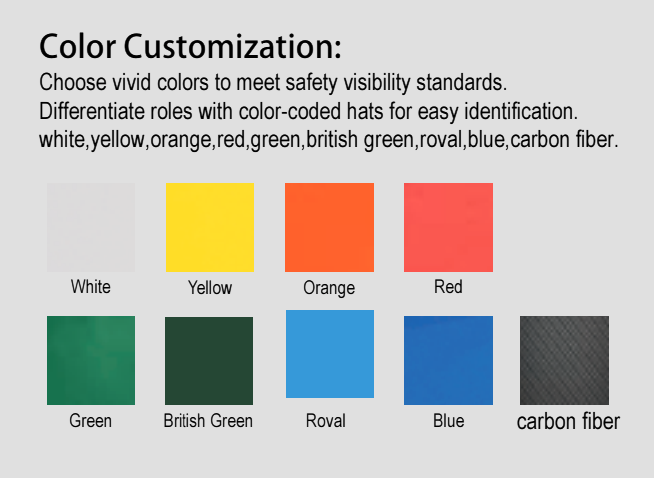 Color Customization:
Choose vivid colors to meet safety visibility standards.
Differentiate roles with color-coded hats for easy identification.
white,yellow,orange,red,green,british green,roval,blue,carbon fiber.
White Yellow Orange Red
Green British Green Roval Blue carbon fiber